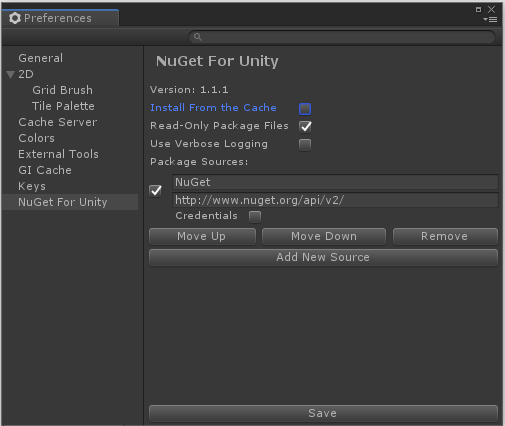 Preferences
General
2D
Grid Brush
Tile Palette
Cache Server
Colors
External Tools
GI Cache
Keys
NuGet For Unity
NuGet For Unity
Version: 1.1.1
Install From the Cache
Read-Only Package Files
Use Verbose Logging
Package Sources:
NuGet
http://www.nuget.org/api/v2/
Credentials
Move Up Move Down Remove
Add New Source
Save